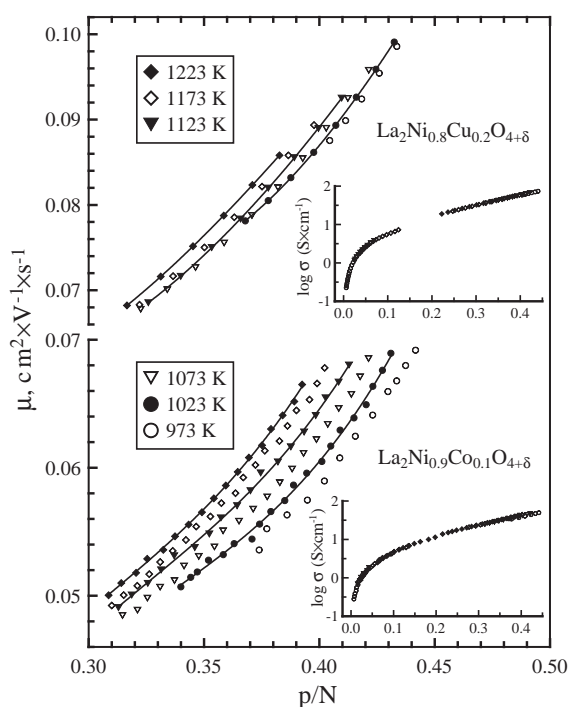 0.10
0.09
0.08
0.07
1223 K
1173 K
1123 K
La₂Ni₀.₈Cu₀.₂O₄₊δ
log σ (S×cm⁻¹)
2
1
0
-1
0.0 0.1 0.2 0.3 0.4
μ, cm²×V⁻¹×s⁻¹
0.07
0.06
0.05
1073 K
1023 K
973 K
La₂Ni₀.₉Co₀.₁O₄₊δ
log σ (S×cm⁻¹)
2
1
0
-1
0.0 0.1 0.2 0.3 0.4
0.30 0.35 0.40 0.45 0.50
p/N